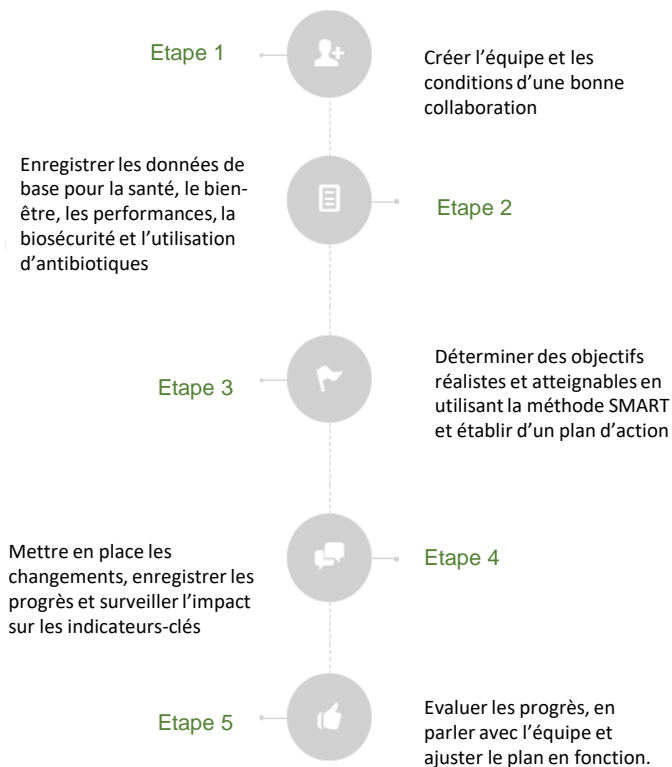 Etape 1
Créer l’équipe et les
conditions d’une bonne
collaboration
Enregistrer les données de
base pour la santé, le bien-
être, les performances, la
biosécurité et l’utilisation
d’antibiotiques
Etape 2
Etape 3
Déterminer des objectifs
réalistes et atteignables en
utilisant la méthode SMART
et établir d’un plan d’action
Mettre en place les
changements, enregistrer les
progrès et surveiller l’impact
sur les indicateurs-clés
Etape 4
Etape 5
Evaluer les progrès, en
parler avec l’équipe et
ajuster le plan en fonction.